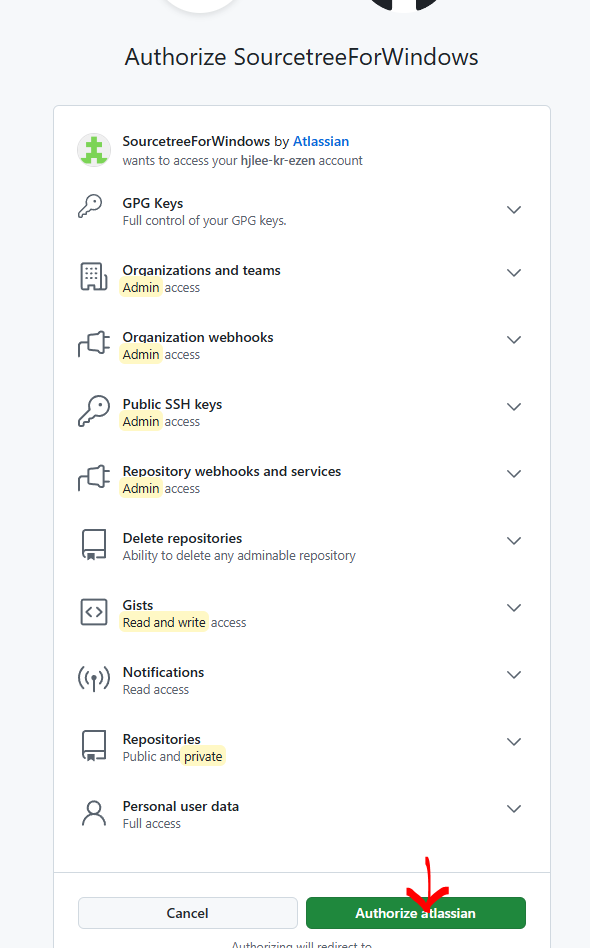 Authorize SourcetreeForWindows
SourcetreeForWindows by Atlassian
wants to access your hjlee-kr-ezen account
GPG Keys
Full control of your GPG keys.
Organizations and teams
Admin access
Organization webhooks
Admin access
Public SSH keys
Admin access
Repository webhooks and services
Admin access
Delete repositories
Ability to delete any adminable repository
Gists
Read and write access
Notifications
Read access
Repositories
Public and private
Personal user data
Full access
Cancel
Authorize atlassian
Authorizing will redirect to